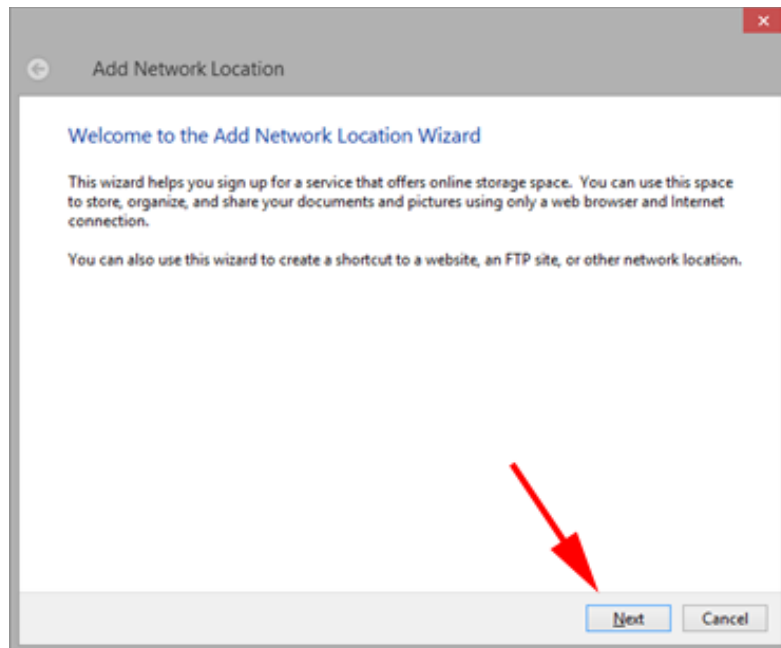 Add Network Location
Welcome to the Add Network Location Wizard
This wizard helps you sign up for a service that offers online storage space.  You can use this space
to store, organize, and share your documents and pictures using only a web browser and Internet
connection.
You can also use this wizard to create a shortcut to a website, an FTP site, or other network location.
Next
Cancel